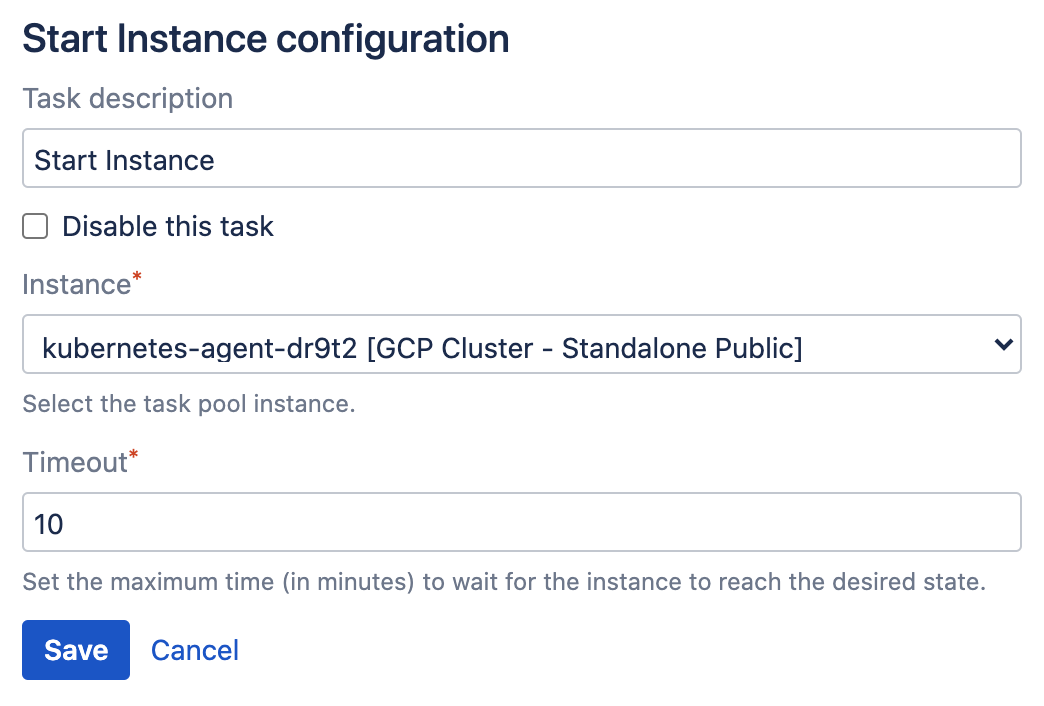 Start Instance configuration
Task description
Start Instance
Disable this task
Instance*
kubernetes-agent-dr9t2 [GCP Cluster - Standalone Public]
Select the task pool instance.
Timeout*
10
Set the maximum time (in minutes) to wait for the instance to reach the desired state.
Save Cancel